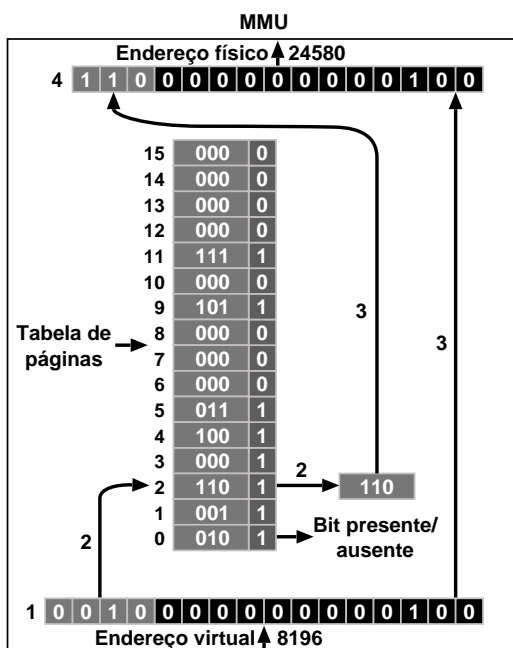 MMU
Endereço físico 24580
4 1 1 0 0 0 0 0 0 0 0 0 0 1 0 0
15 000 0
14 000 0
13 000 0
12 000 0
11 111 1
10 000 0
9 101 1
3
Tabela de páginas
8 000 0
3
7 000 0
6 000 0
5 011 1
4 100 1
3 000 1
2 110 1
2
110
1 001 1
2
0 010 1
Bit presente/
ausente
1 0 0 1 0 0 0 0 0 0 0 0 0 0 1 0 0
Endereço virtual 8196